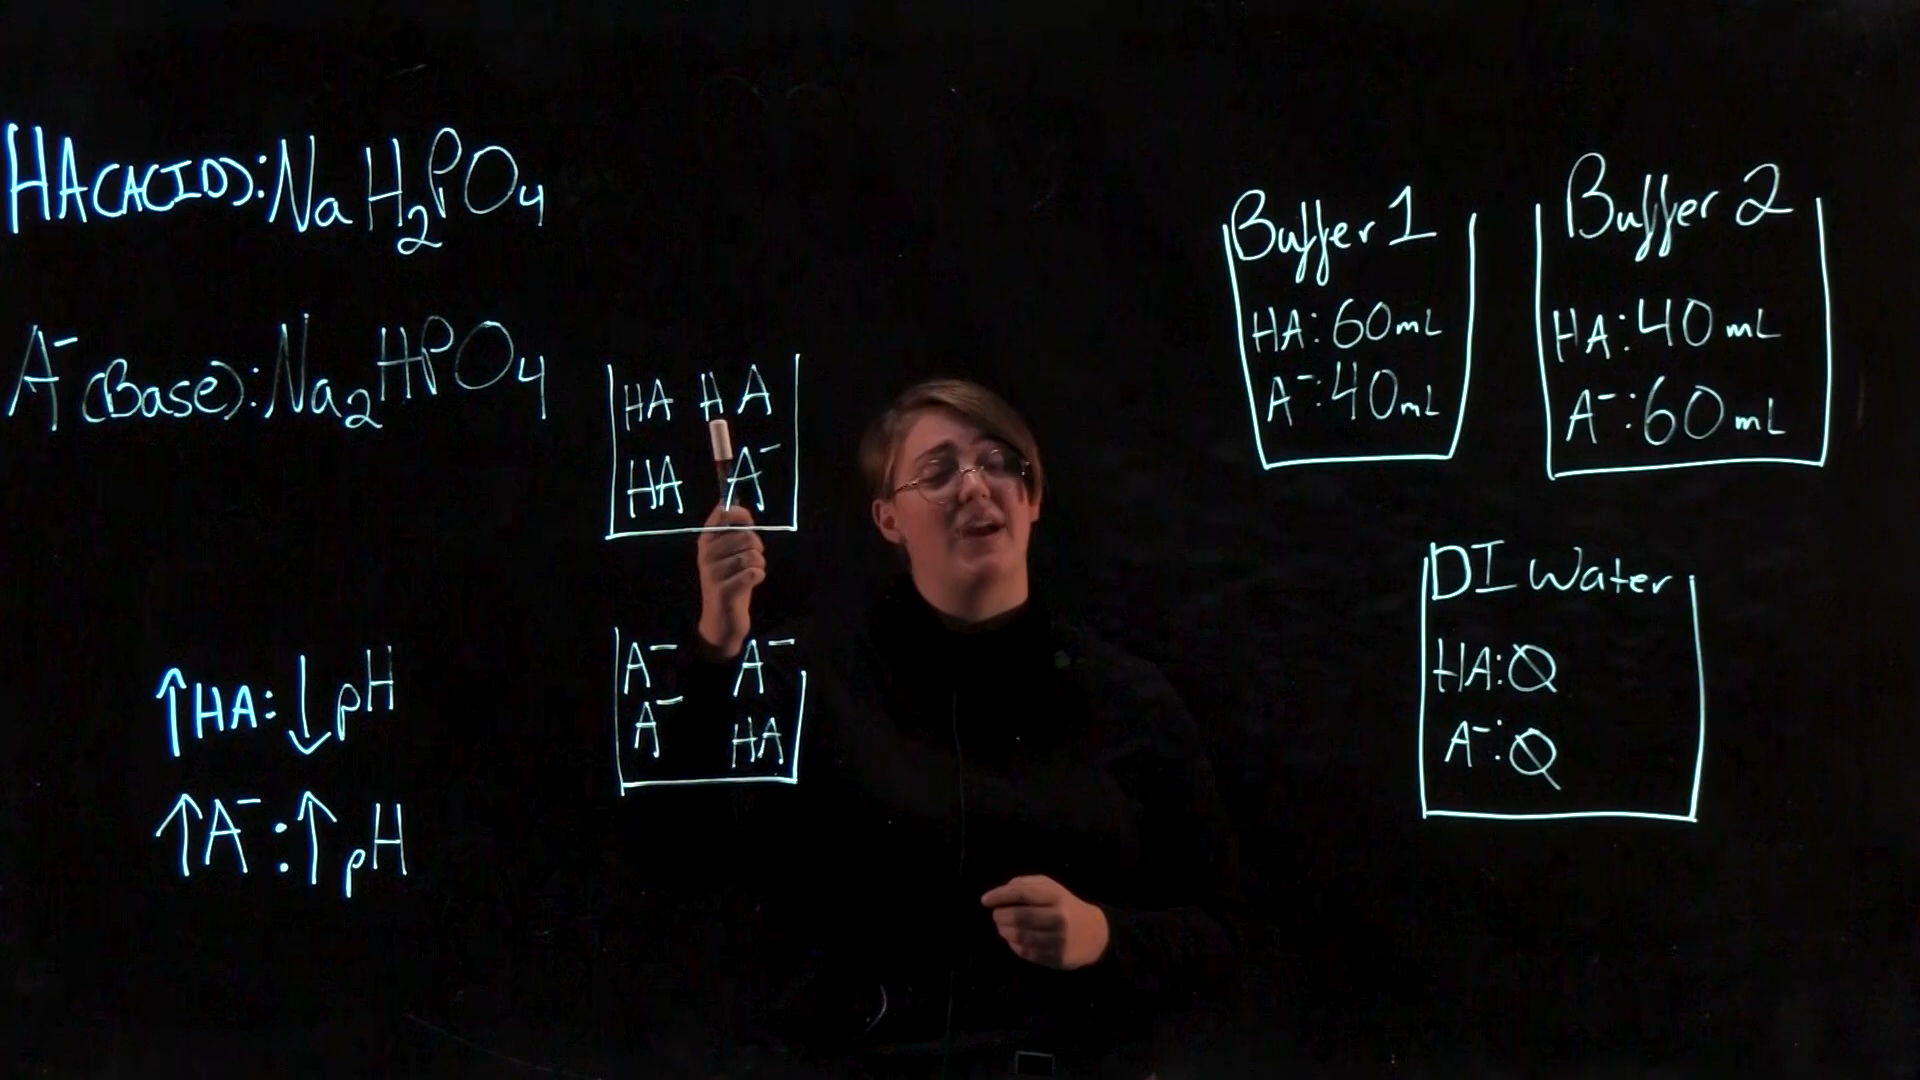 HA(ACID): NaH₂PO₄
A⁻(Base): Na₂HPO₄
↑HA: ↓pH
↑A⁻: ↑pH
HA HA
HA A⁻
A⁻ A⁻
A⁻ HA
Buffer 1
HA: 60mL
A⁻: 40mL
Buffer 2
HA: 40mL
A⁻: 60mL
DI Water
HA: Ø
A⁻: Ø